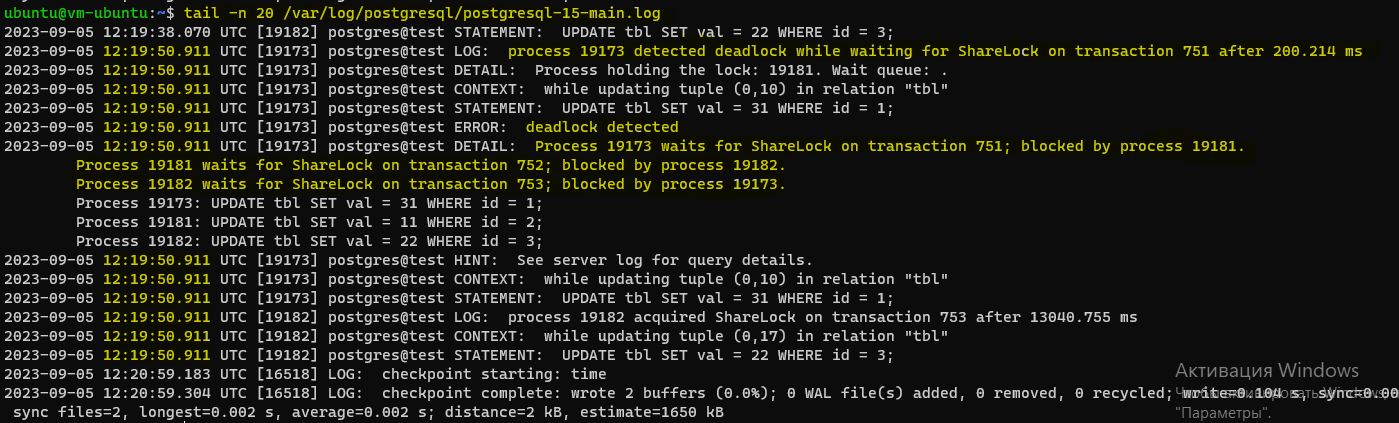 ubuntu@vm-ubuntu:~$ tail -n 20 /var/log/postgresql/postgresql-15-main.log
2023-09-05 12:19:38.070 UTC [19182] postgres@test STATEMENT:  UPDATE tbl SET val = 22 WHERE id = 3;
2023-09-05 12:19:50.911 UTC [19173] postgres@test LOG:  process 19173 detected deadlock while waiting for ShareLock on transaction 751 after 200.214 ms
2023-09-05 12:19:50.911 UTC [19173] postgres@test DETAIL:  Process holding the lock: 19181. Wait queue: .
2023-09-05 12:19:50.911 UTC [19173] postgres@test CONTEXT:  while updating tuple (0,10) in relation "tbl"
2023-09-05 12:19:50.911 UTC [19173] postgres@test STATEMENT:  UPDATE tbl SET val = 31 WHERE id = 1;
2023-09-05 12:19:50.911 UTC [19173] postgres@test ERROR:  deadlock detected
2023-09-05 12:19:50.911 UTC [19173] postgres@test DETAIL:  Process 19173 waits for ShareLock on transaction 751; blocked by process 19181.
Process 19181 waits for ShareLock on transaction 752; blocked by process 19182.
Process 19182 waits for ShareLock on transaction 753; blocked by process 19173.
Process 19173: UPDATE tbl SET val = 31 WHERE id = 1;
Process 19181: UPDATE tbl SET val = 11 WHERE id = 2;
Process 19182: UPDATE tbl SET val = 22 WHERE id = 3;
2023-09-05 12:19:50.911 UTC [19173] postgres@test HINT:  See server log for query details.
2023-09-05 12:19:50.911 UTC [19173] postgres@test CONTEXT:  while updating tuple (0,10) in relation "tbl"
2023-09-05 12:19:50.911 UTC [19173] postgres@test STATEMENT:  UPDATE tbl SET val = 31 WHERE id = 1;
2023-09-05 12:19:50.911 UTC [19182] postgres@test LOG:  process 19182 acquired ShareLock on transaction 753 after 13040.755 ms
2023-09-05 12:19:50.911 UTC [19182] postgres@test CONTEXT:  while updating tuple (0,17) in relation "tbl"
2023-09-05 12:19:50.911 UTC [19182] postgres@test STATEMENT:  UPDATE tbl SET val = 22 WHERE id = 3;
2023-09-05 12:20:59.183 UTC [16518] LOG:  checkpoint starting: time
Активация Windows
2023-09-05 12:20:59.304 UTC [16518] LOG:  checkpoint complete: wrote 2 buffers (0.0%); 0 WAL file(s) added, 0 removed, 0 recycled; write=0.104 s, sync=0.00
Чтобы активировать Windows,
sync files=2, longest=0.002 s, average=0.002 s; distance=2 kB, estimate=1650 kB
"Параметры".